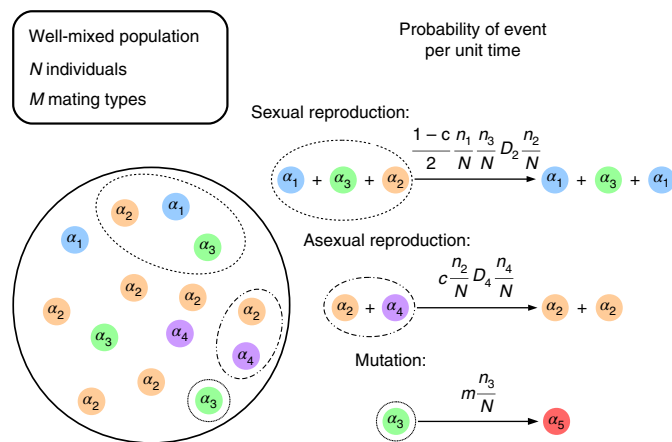 Well-mixed population
N individuals
M mating types
Probability of event
per unit time
Sexual reproduction:
α₁ + α₃ + α₂
1 – c / 2 n₁ / N n₃ / N D₂ n₂ / N
α₁ + α₃ + α₁
Asexual reproduction:
α₂ + α₄
c n₂ / N D₄ n₄ / N
α₂ + α₂
Mutation:
α₃
m n₃ / N
α₅
α₂ α₁
α₁ α₃
α₂ α₂
α₂ α₂
α₃ α₄
α₄
α₂ α₂ α₃